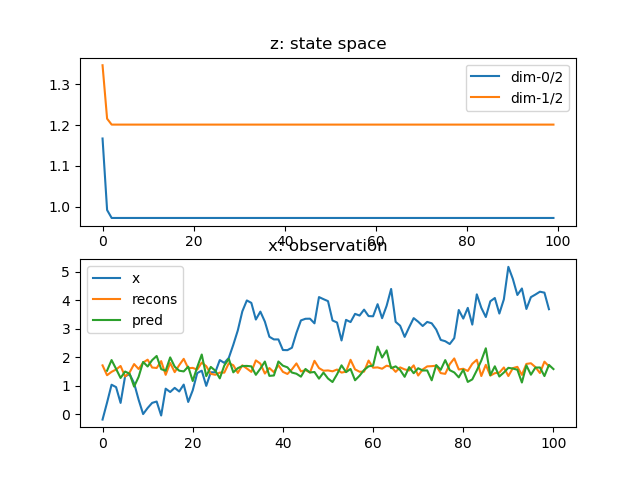 z: state space
1.3
1.2
1.1
1.0
dim-0/2
dim-1/2
0 20 40 60 80 100
x: observation
5
4
3
2
1
0
x
recons
pred
0 20 40 60 80 100